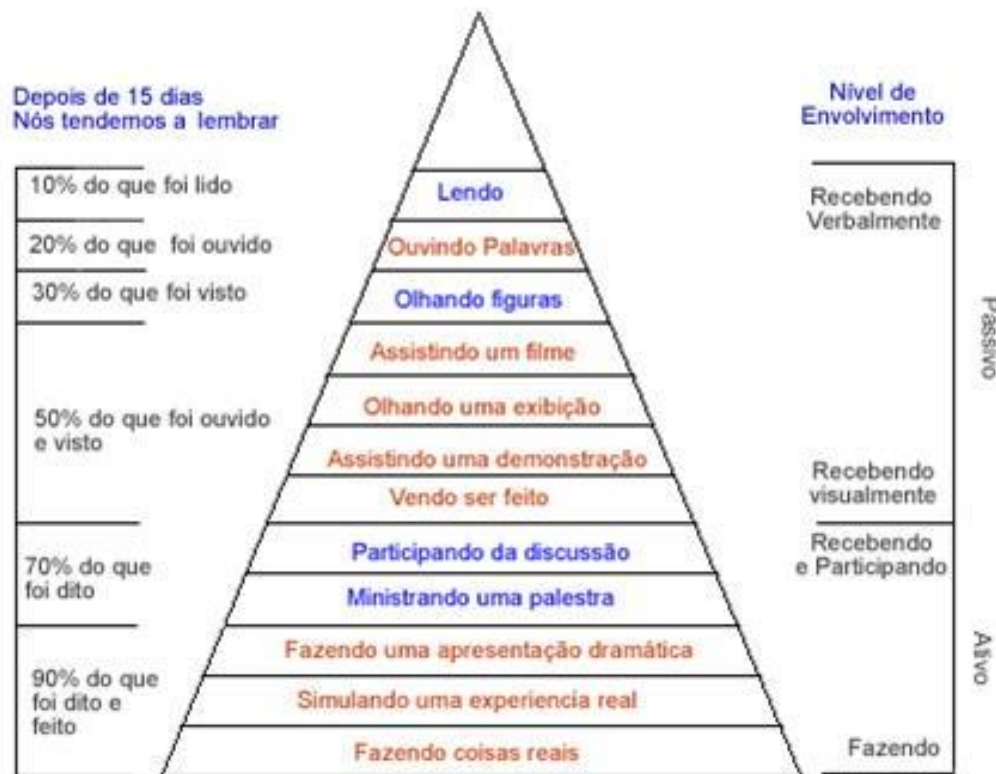 Depois de 15 dias
Nós tendemos a lembrar
Nível de
Envolvimento
10% do que foi lido
Lendo
Recebendo
Verbalmente
20% do que foi ouvido
Ouvindo Palavras
30% do que foi visto
Olhando figuras
Passivo
Assistindo um filme
50% do que foi ouvido
e visto
Olhando uma exibição
Assistindo uma demonstração
Vendo ser feito
Recebendo
visualmente
70% do que
foi dito
Participando da discussão
Ministrando uma palestra
Recebendo
e Participando
Ativo
90% do que
foi dito e
feito
Fazendo uma apresentação dramática
Simulando uma experiencia real
Fazendo coisas reais
Fazendo